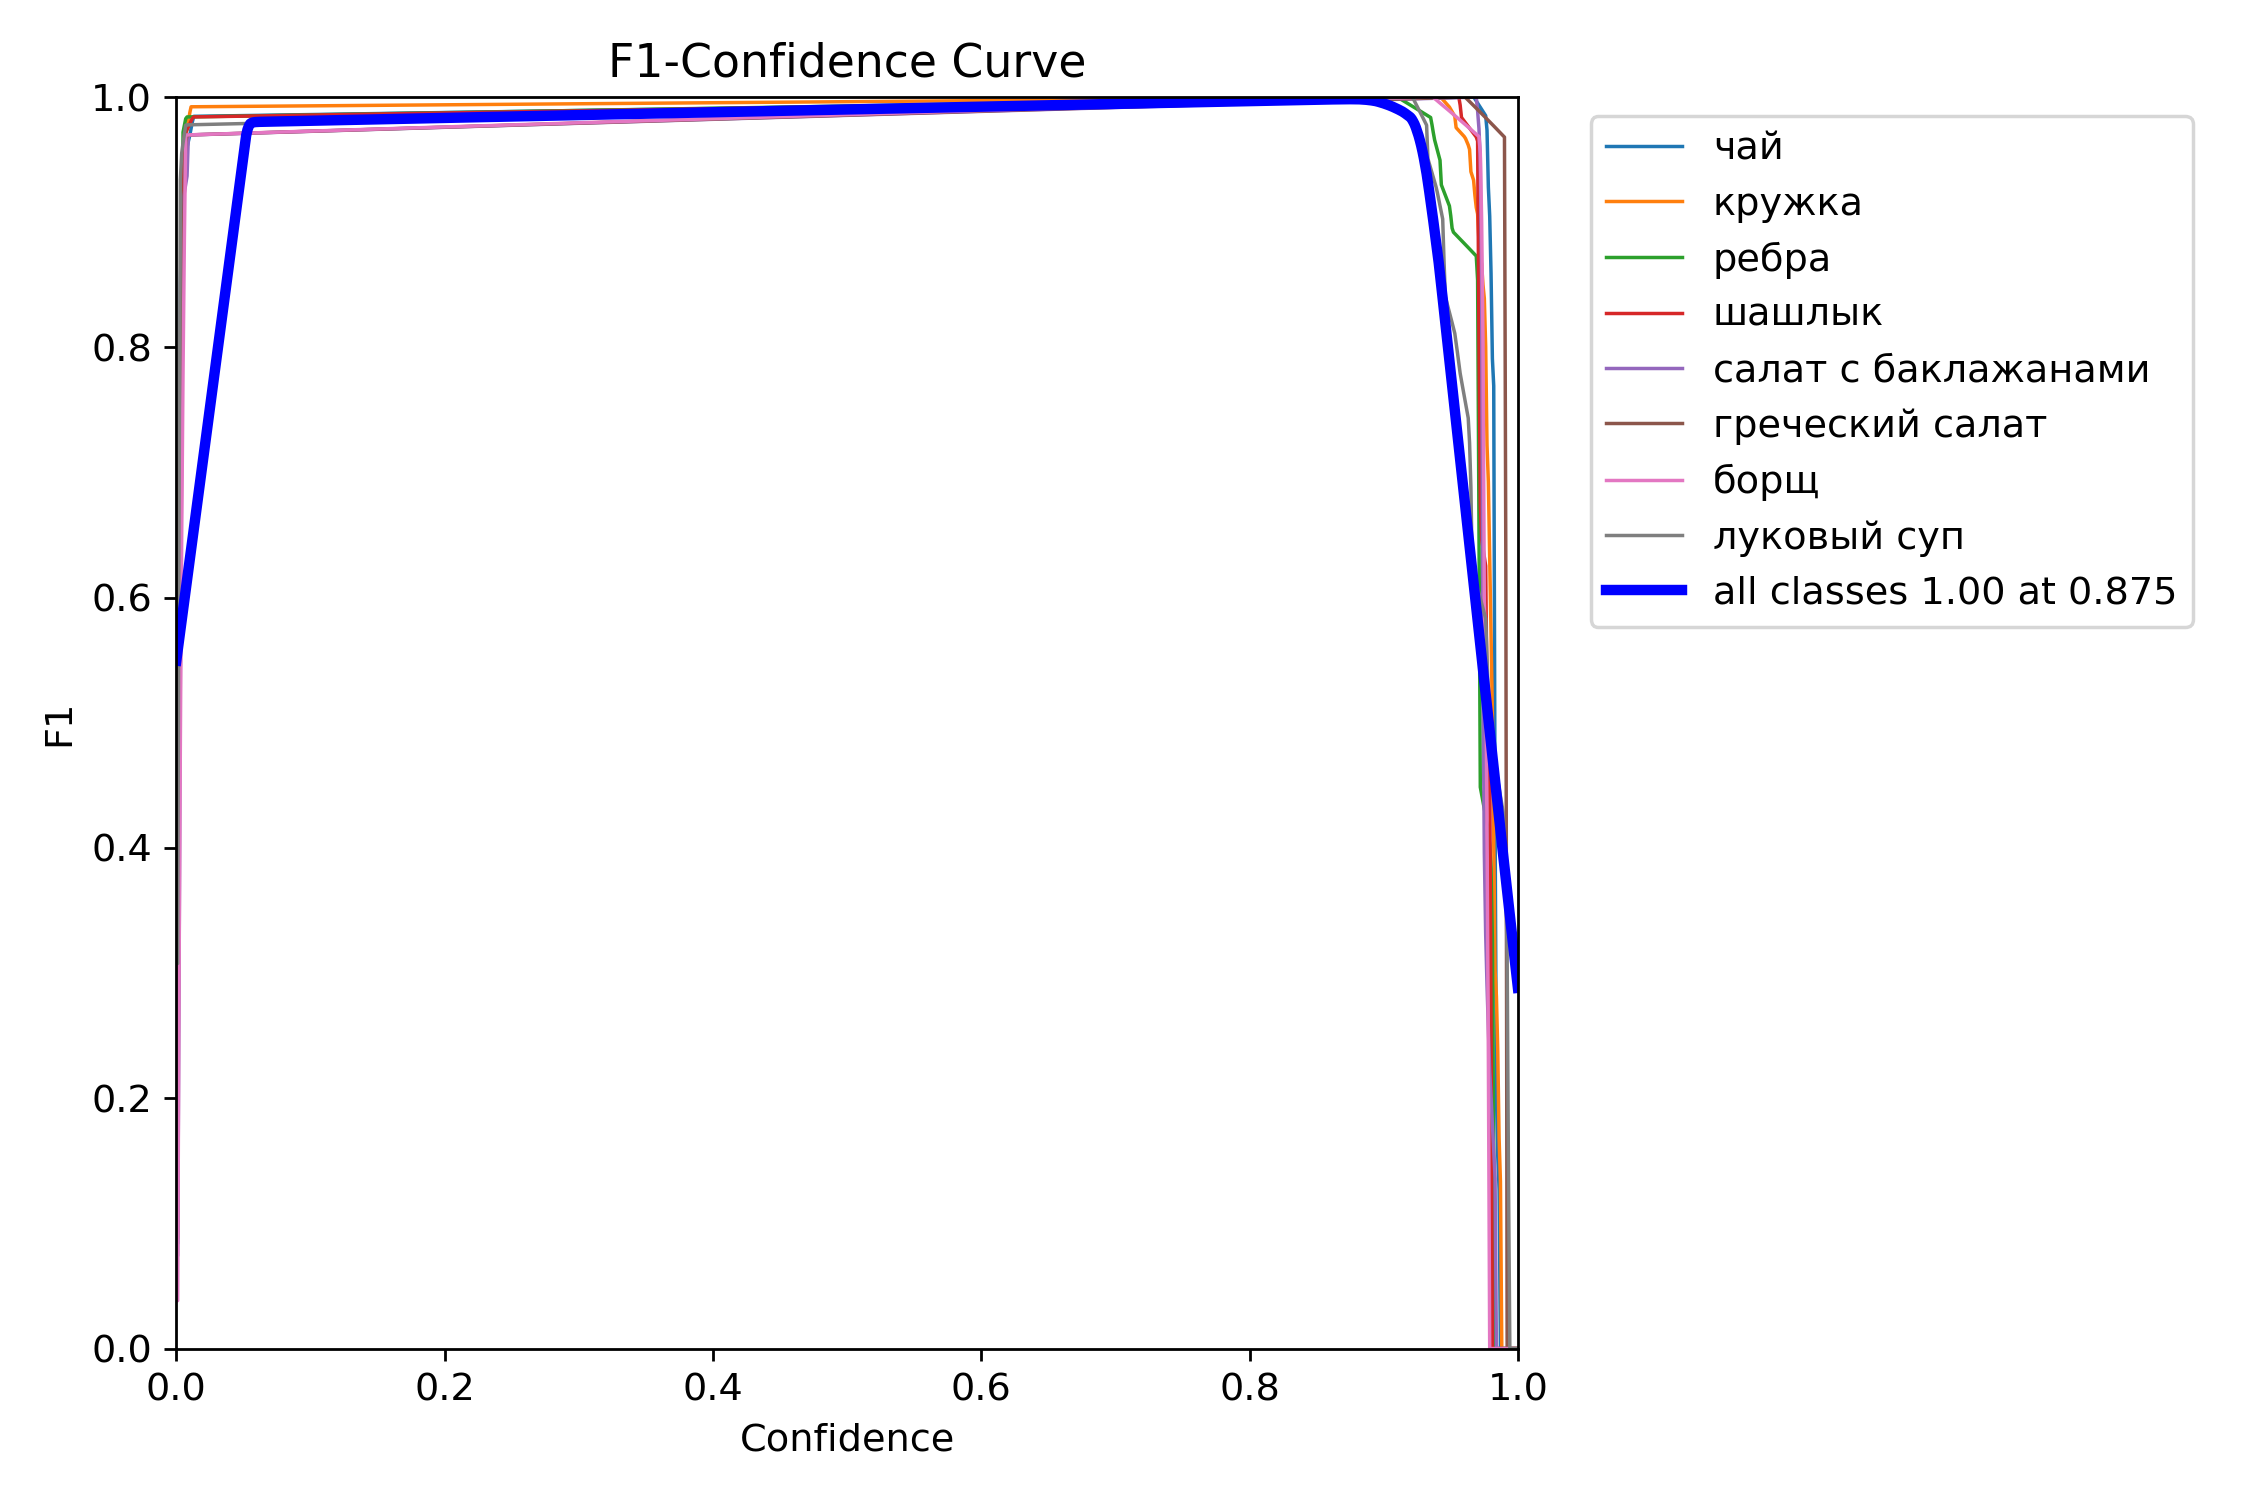 F1-Confidence Curve
1.0
0.8
0.6
0.4
0.2
0.0
F1
0.0 0.2 0.4 0.6 0.8 1.0
Confidence
чай
кружка
ребра
шашлык
салат с баклажанами
греческий салат
борщ
луковый суп
all classes 1.00 at 0.875